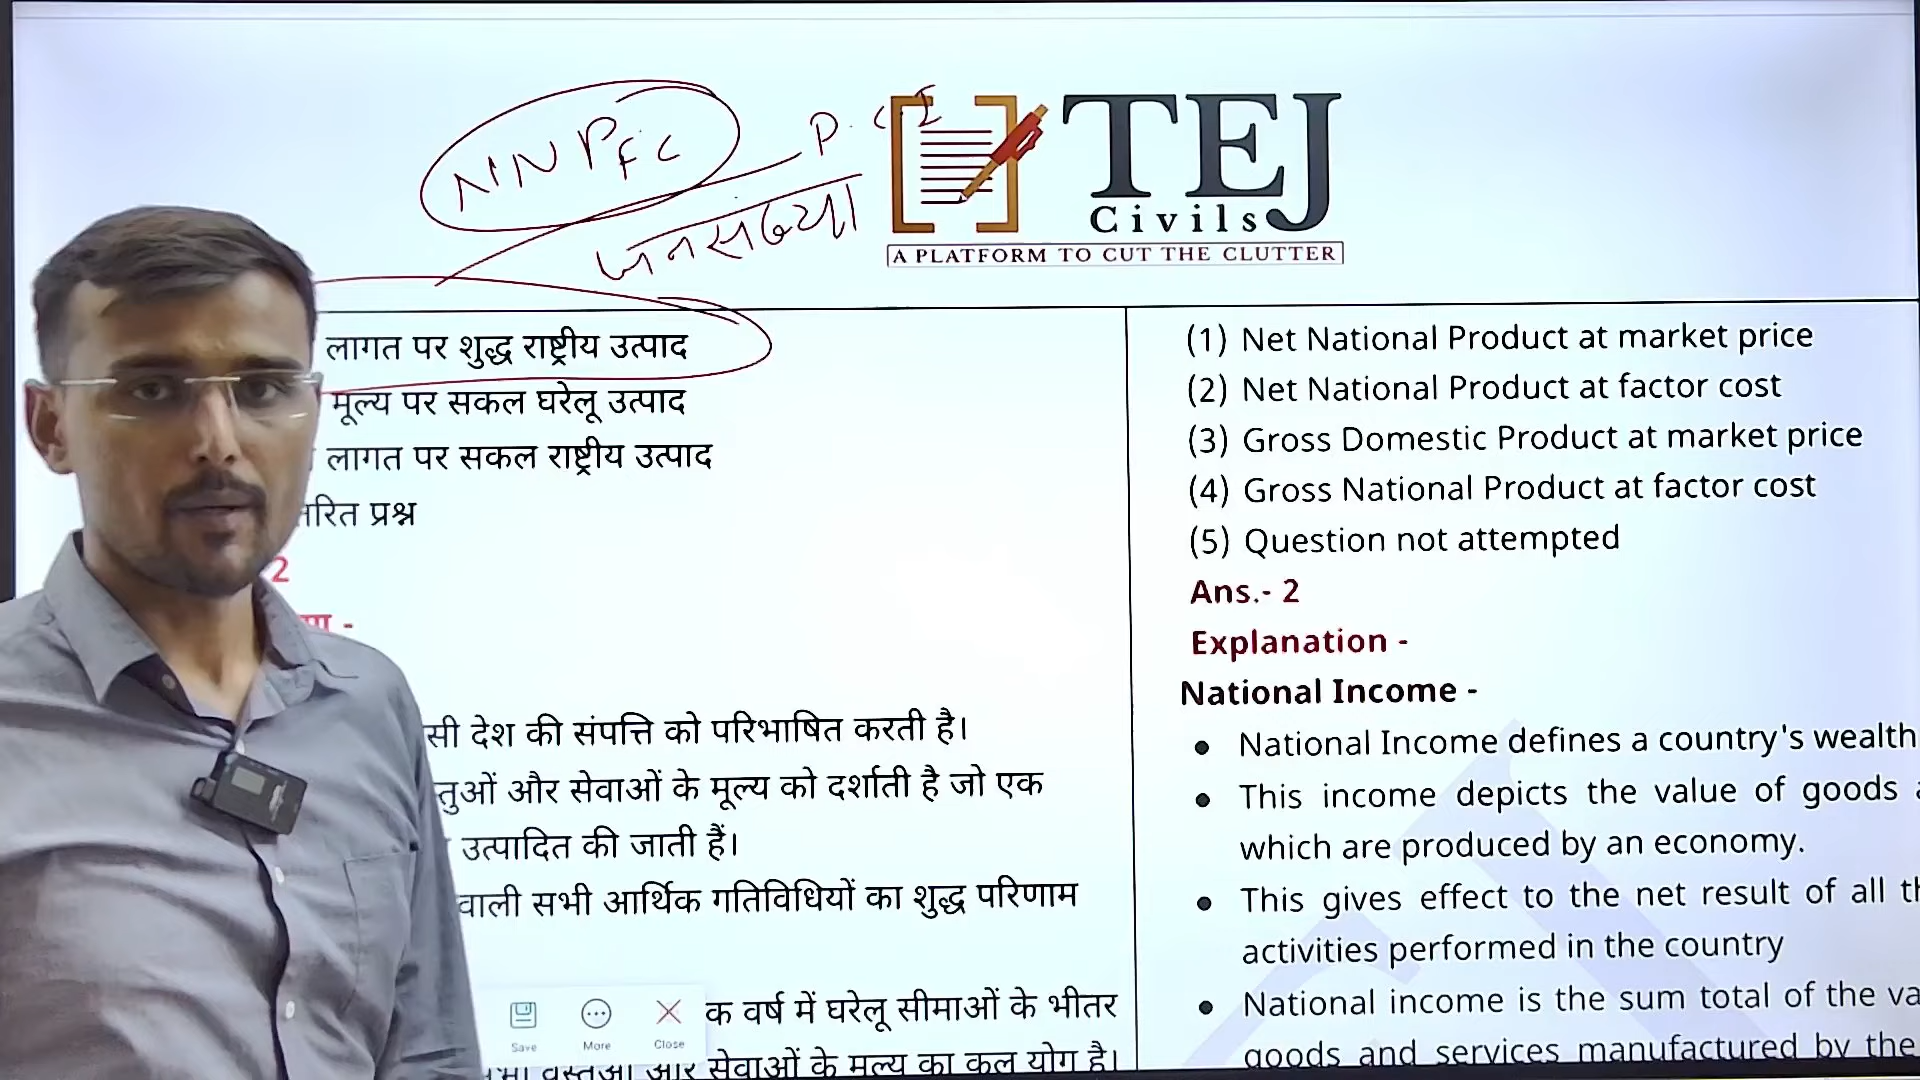 NNP FC
P.C.I
जनसंख्या
TEJ
Civils
A PLATFORM TO CUT THE CLUTTER
लागत पर शुद्ध राष्ट्रीय उत्पाद
मूल्य पर सकल घरेलू उत्पाद
लागत पर सकल राष्ट्रीय उत्पाद
प्रश्न
2
सी देश की संपत्ति को परिभाषित करती है।
तुओं और सेवाओं के मूल्य को दर्शाती है जो एक
उत्पादित की जाती हैं।
वाली सभी आर्थिक गतिविधियों का शुद्ध परिणाम
क वर्ष में घरेलू सीमाओं के भीतर
सेवाओं के मूल्य का कुल योग है।
Save
More
Close
(1) Net National Product at market price
(2) Net National Product at factor cost
(3) Gross Domestic Product at market price
(4) Gross National Product at factor cost
(5) Question not attempted
Ans.- 2
Explanation -
National Income -
• National Income defines a country's wealth
• This income depicts the value of goods
which are produced by an economy.
• This gives effect to the net result of all
activities performed in the country
• National income is the sum total of the
goods and services manufactured by the